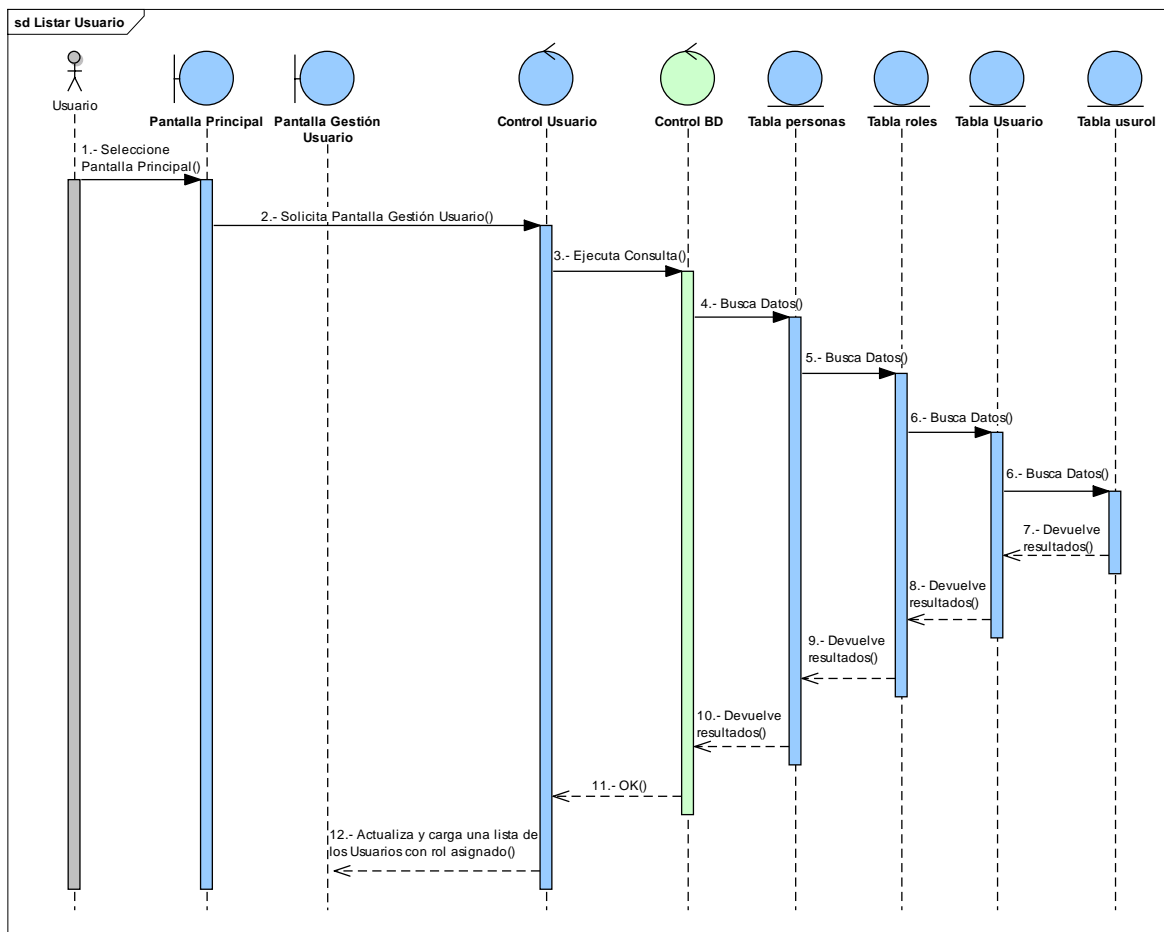 sd Listar Usuario
Usuario
Pantalla Principal
Pantalla Gestión
Usuario
Control Usuario
Control BD
Tabla personas
Tabla roles
Tabla Usuario
Tabla usurol
1.- Seleccione
Pantalla Principal()
2.- Solicita Pantalla Gestión Usuario()
3.- Ejecuta Consulta()
4.- Busca Datos()
5.- Busca Datos()
6.- Busca Datos()
6.- Busca Datos()
7.- Devuelve
resultados()
8.- Devuelve
resultados()
9.- Devuelve
resultados()
10.- Devuelve
resultados()
11.- OK()
12.- Actualiza y carga una lista de
los Usuarios con rol asignado()